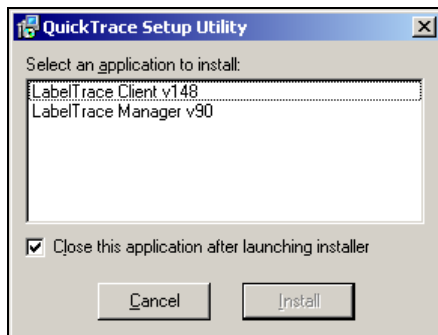 QuickTrace Setup Utility
Select an application to install:
LabelTrace Client v148
LabelTrace Manager v90
Close this application after launching installer
Cancel
Install